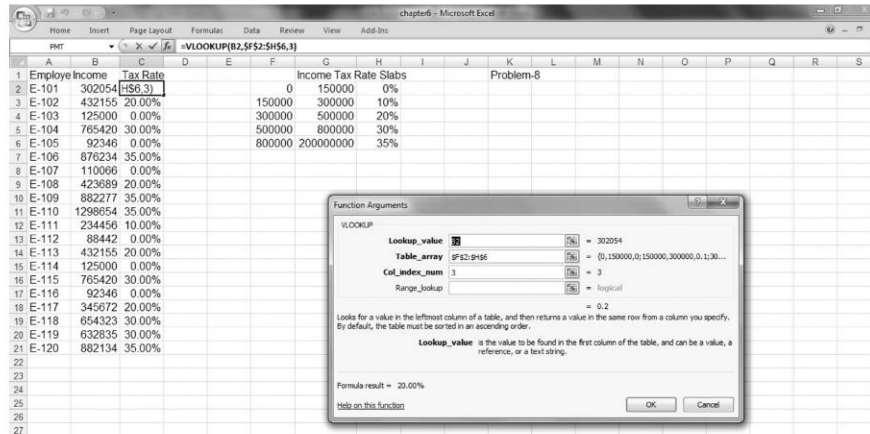 chapter6 - Microsoft Excel
Home Insert Page Layout Formulas Data Review View Add-Ins
PMT =VLOOKUP(B2,$F$2:$H$6,3)
A B C D E F G H I J K L M N O P Q R S
1 Employe Income Tax Rate Income Tax Rate Slabs Problem-8
2 E-101 302054 H$6,3) 0 150000 0%
3 E-102 432155 20.00% 150000 300000 10%
4 E-103 125000 0.00% 300000 500000 20%
5 E-104 765420 30.00% 500000 800000 30%
6 E-105 92346 0.00% 800000 200000000 35%
7 E-106 876234 35.00%
8 E-107 110066 0.00%
9 E-108 423689 20.00%
10 E-109 882277 35.00%
11 E-110 1298654 35.00%
12 E-111 234456 10.00%
13 E-112 88442 0.00%
14 E-113 432155 20.00%
15 E-114 125000 0.00%
16 E-115 765420 30.00%
17 E-116 92346 0.00%
18 E-117 345672 20.00%
19 E-118 654323 30.00%
20 E-119 632835 30.00%
21 E-120 882134 35.00%
22
23
24
25
26
27
Function Arguments
VLOOKUP
Lookup_value B2 = 302054
Table_array $F$2:$H$6 = {0,150000,0;150000,300000,0.1;30...
Col_index_num 3 = 3
Range_lookup = logical
= 0.2
Looks for a value in the leftmost column of a table, and then returns a value in the same row from a column you specify.
By default, the table must be sorted in an ascending order.
Lookup_value is the value to be found in the first column of the table, and can be a value, a
reference, or a text string.
Formula result = 20.00%
Help on this function OK Cancel